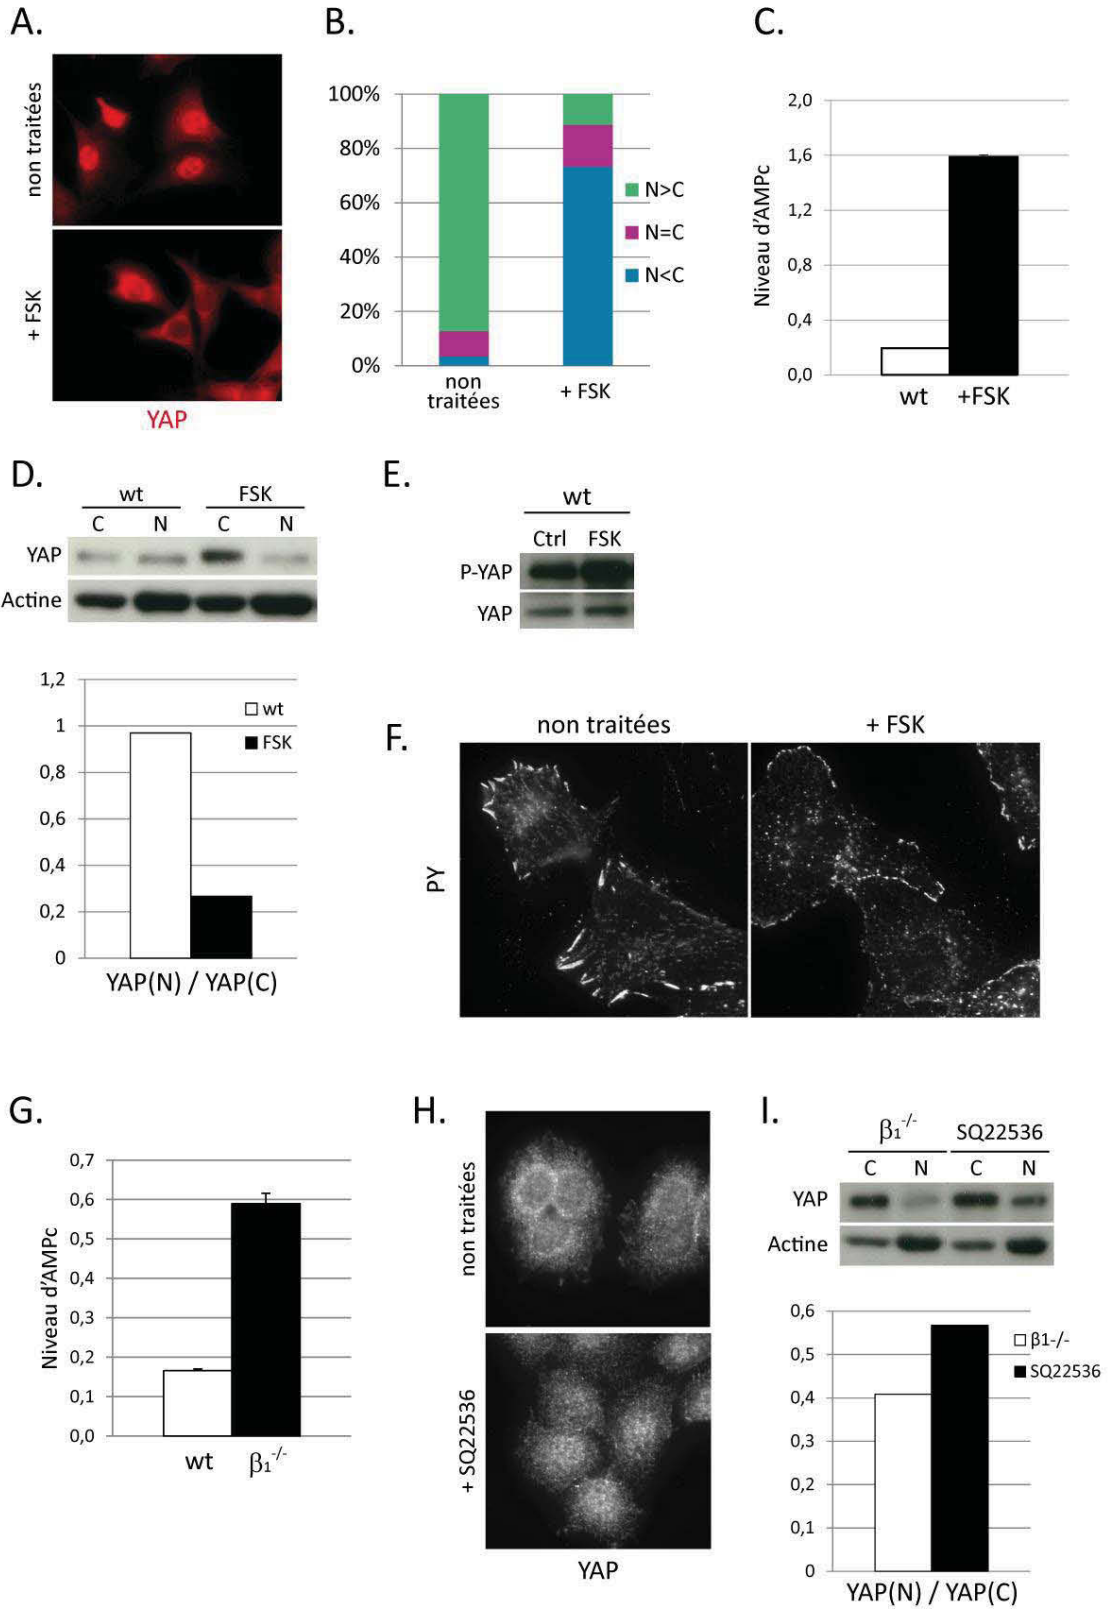 A.
non traitées
+ FSK
YAP
B.
100%
80%
60%
40%
20%
0%
N>C
N=C
N<C
non
traitées
+ FSK
C.
Niveau d'AMPc
2,0
1,6
1,2
0,8
0,4
0,0
wt +FSK
D.
wt FSK
C N C N
YAP
Actine
1,2
1
0,8
0,6
0,4
0,2
0
wt
FSK
YAP(N) / YAP(C)
E.
wt
Ctrl FSK
P-YAP
YAP
F.
non traitées + FSK
PY
G.
Niveau d'AMPc
0,7
0,6
0,5
0,4
0,3
0,2
0,1
0,0
wt β₁⁻/⁻
H.
non traitées
+ SQ22536
YAP
I.
β₁⁻/⁻ SQ22536
C N C N
YAP
Actine
0,6
0,5
0,4
0,3
0,2
0,1
0
β1-/-
SQ22536
YAP(N) / YAP(C)